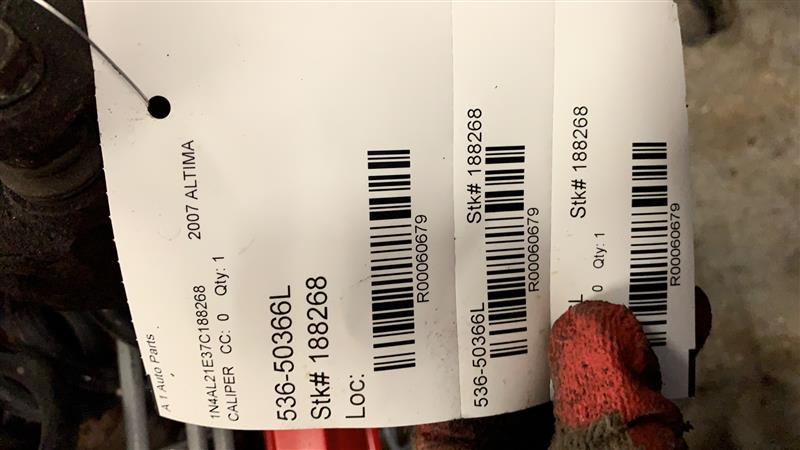 A 1 Auto Parts
1N4AL21E37C188268 2007 ALTIMA
CALIPER CC: 0 Qty: 1
536-50366L
Stk# 188268
Loc:
R00060679
536-50366L Stk# 188268
R00060679
L Stk# 188268
0 Qty: 1
R00060679